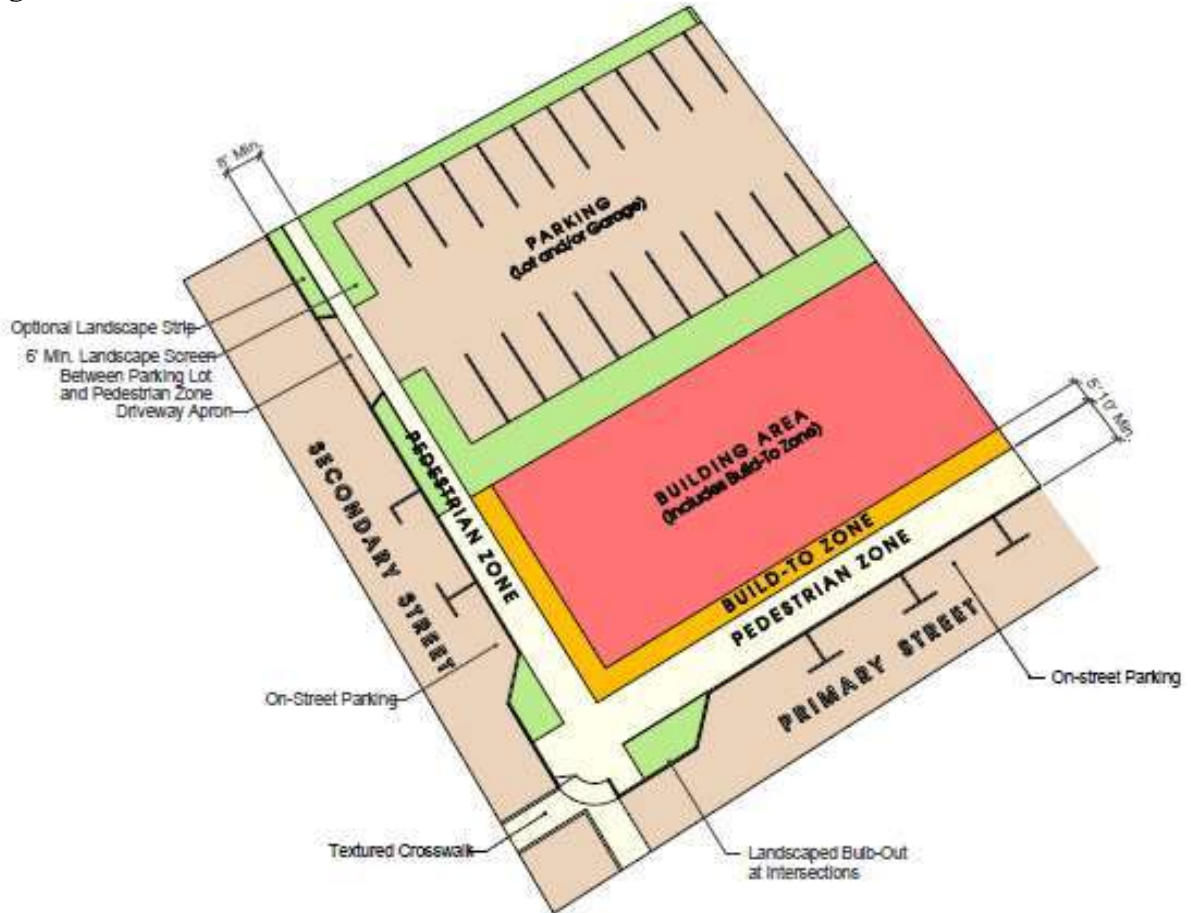 8' Min.
PARKING
(Lot and/or Garage)
Optional Landscape Strip
6' Min. Landscape Screen
Between Parking Lot
and Pedestrian Zone
Driveway Apron
5'
10' Min.
BUILDING AREA
(Includes Build-To Zone)
SECONDARY STREET
PEDESTRIAN ZONE
BUILD-TO ZONE
PEDESTRIAN ZONE
PRIMARY STREET
On-Street Parking
On-street Parking
Textured Crosswalk
Landscaped Bulb-Out
at Intersections